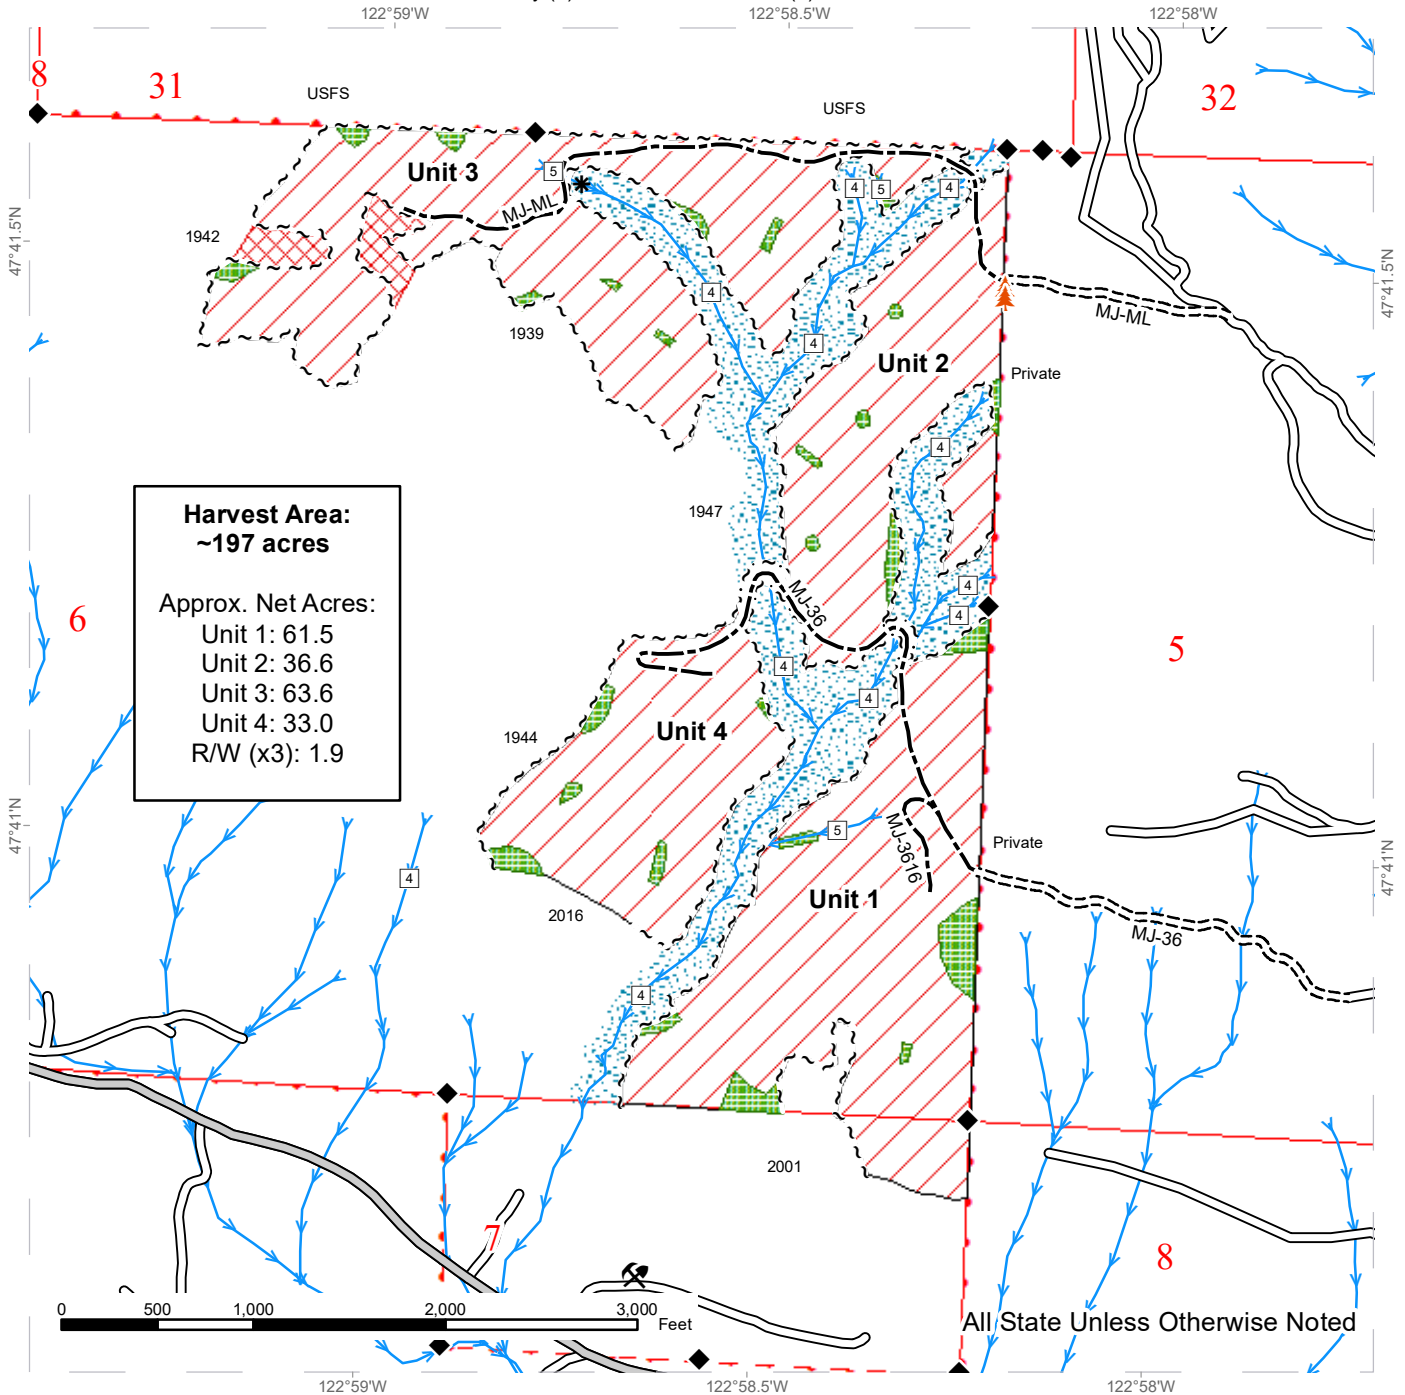 122°59'W
122°58.5'W
122°58'W
8
31
USFS
USFS
32
Unit 3
5
4
5
4
MJ-ML
47°41.5'N
1942
47°41.5'N
4
MJ-ML
1939
4
Unit 2
Private
4
Harvest Area:
~197 acres
Approx. Net Acres:
Unit 1: 61.5
Unit 2: 36.6
Unit 3: 63.6
Unit 4: 33.0
R/W (x3): 1.9
1947
6
MJ-36
4
4
5
4
4
Unit 4
1944
47°41'N
5
MJ-3616
Private
47°41'N
4
Unit 1
2016
MJ-36
4
2001
7
8
0
500
1,000
2,000
3,000
Feet
All State Unless Otherwise Noted
122°59'W
122°58.5'W
122°58'W